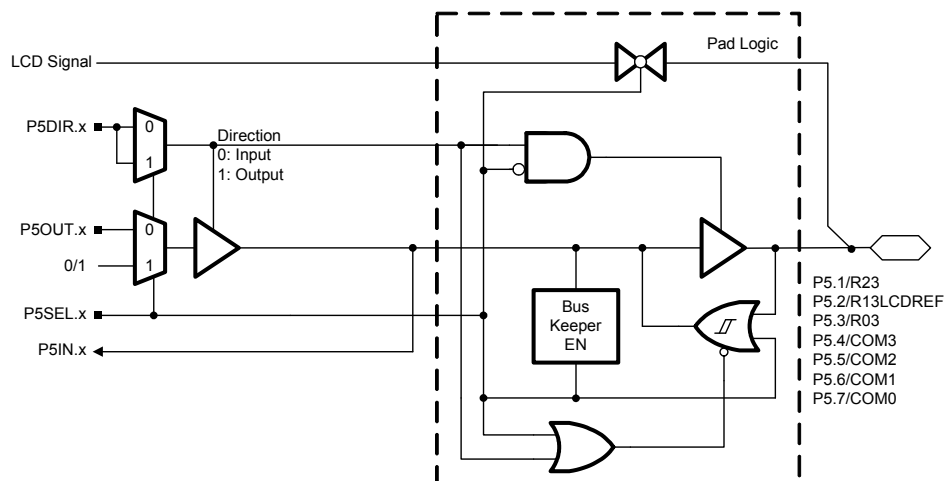 Pad Logic
LCD Signal
P5DIR.x
0
1
Direction
0: Input
1: Output
P5OUT.x
0
0/1
1
P5SEL.x
P5IN.x
Bus
Keeper
EN
P5.1/R23
P5.2/R13LCDREF
P5.3/R03
P5.4/COM3
P5.5/COM2
P5.6/COM1
P5.7/COM0